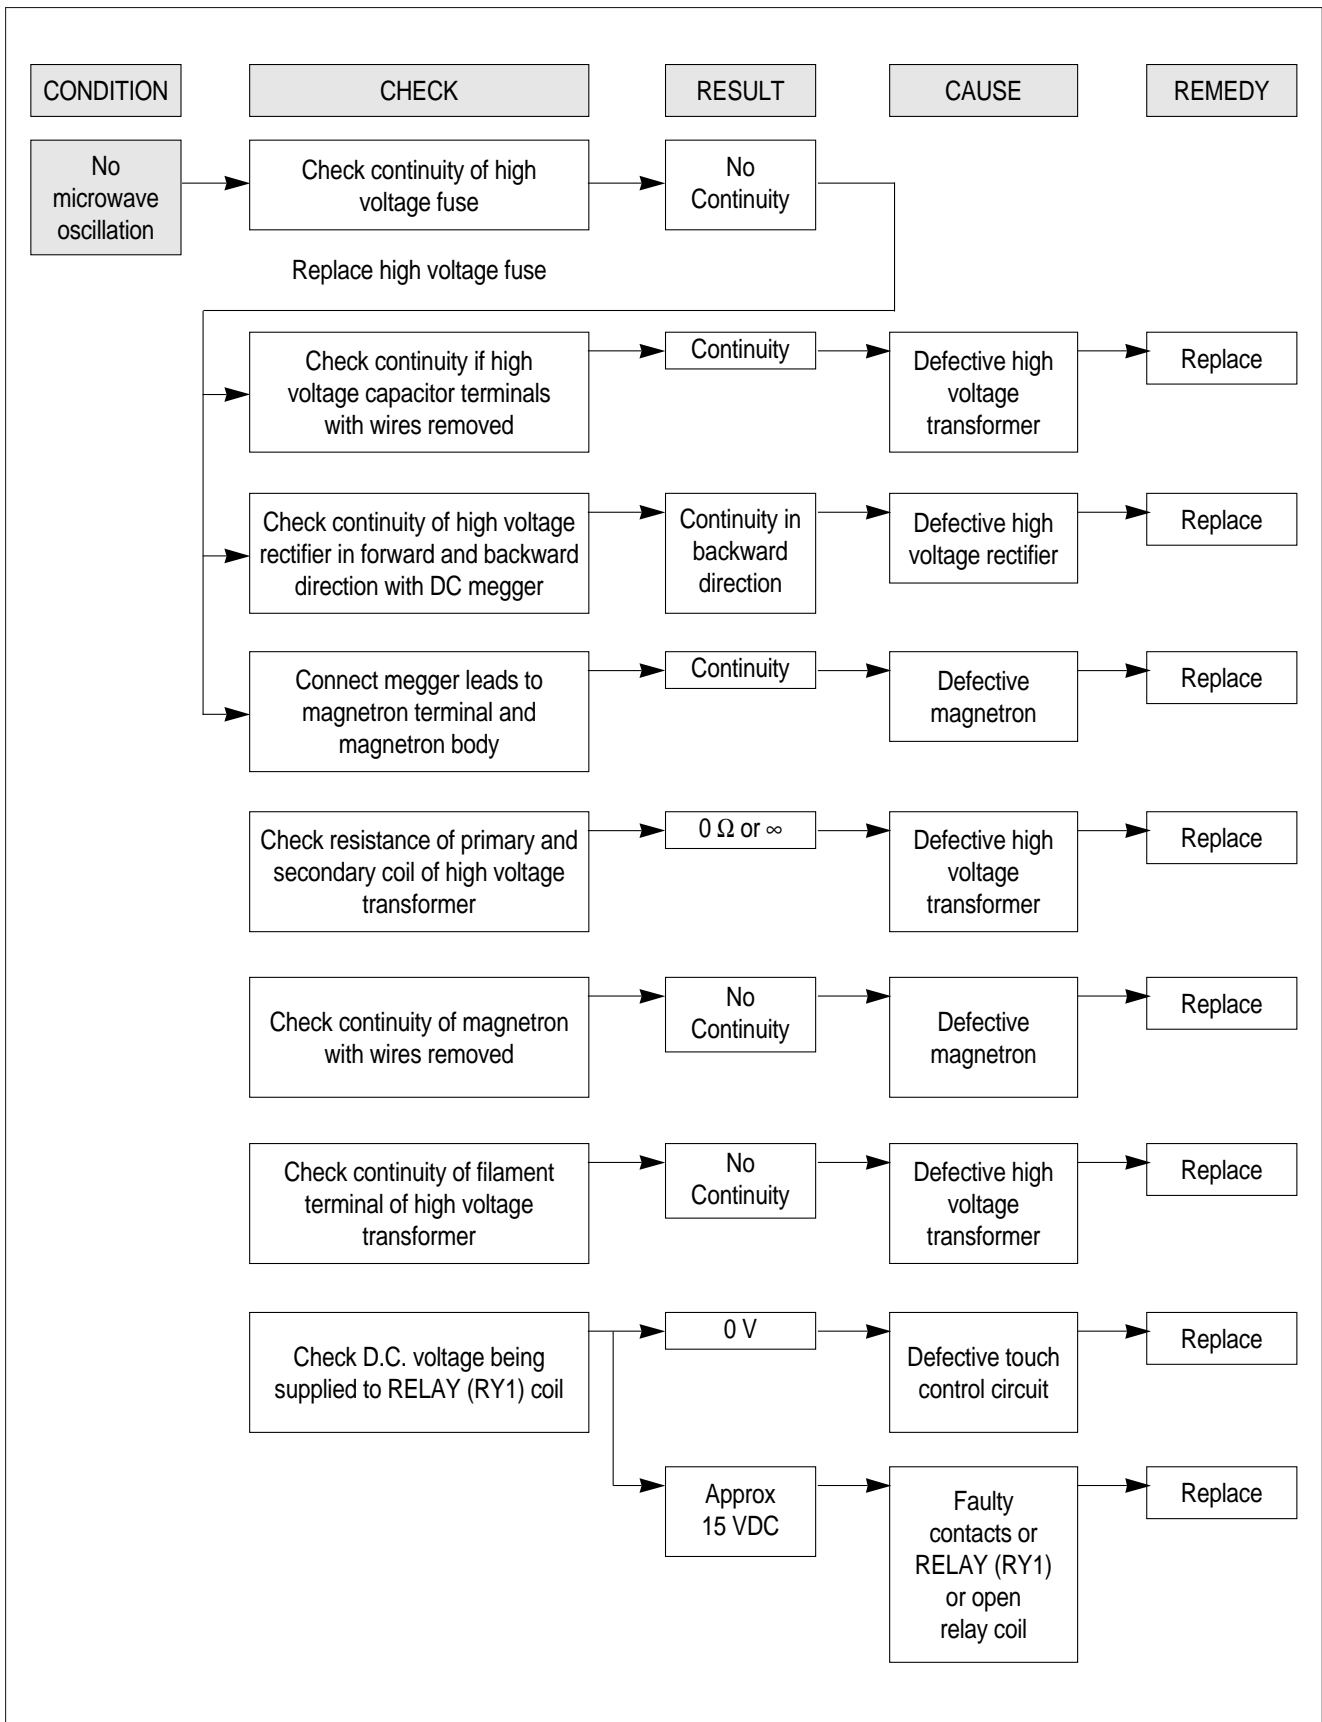 CONDITION
CHECK
RESULT
CAUSE
REMEDY
No
microwave
oscillation
Check continuity of high
voltage fuse
No
Continuity
Replace high voltage fuse
Check continuity if high
voltage capacitor terminals
with wires removed
Continuity
Defective high
voltage
transformer
Replace
Check continuity of high voltage
rectifier in forward and backward
direction with DC megger
Continuity in
backward
direction
Defective high
voltage rectifier
Replace
Connect megger leads to
magnetron terminal and
magnetron body
Continuity
Defective
magnetron
Replace
Check resistance of primary and
secondary coil of high voltage
transformer
0 Ω or ∞
Defective high
voltage
transformer
Replace
Check continuity of magnetron
with wires removed
No
Continuity
Defective
magnetron
Replace
Check continuity of filament
terminal of high voltage
transformer
No
Continuity
Defective high
voltage
transformer
Replace
Check D.C. voltage being
supplied to RELAY (RY1) coil
0 V
Defective touch
control circuit
Replace
Approx
15 VDC
Faulty
contacts or
RELAY (RY1)
or open
relay coil
Replace